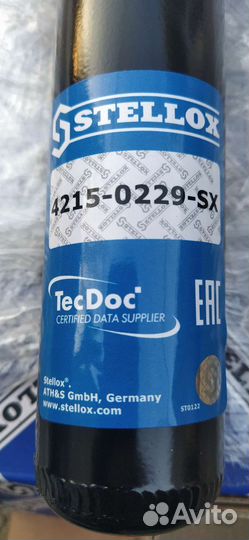 STELLOX
4215-0229-SX
TecDoc
CERTIFIED DATA SUPPLIER
EAC
Stellox®,
ATH&S GmbH, Germany
www.stellox.com
ST0122
Avito